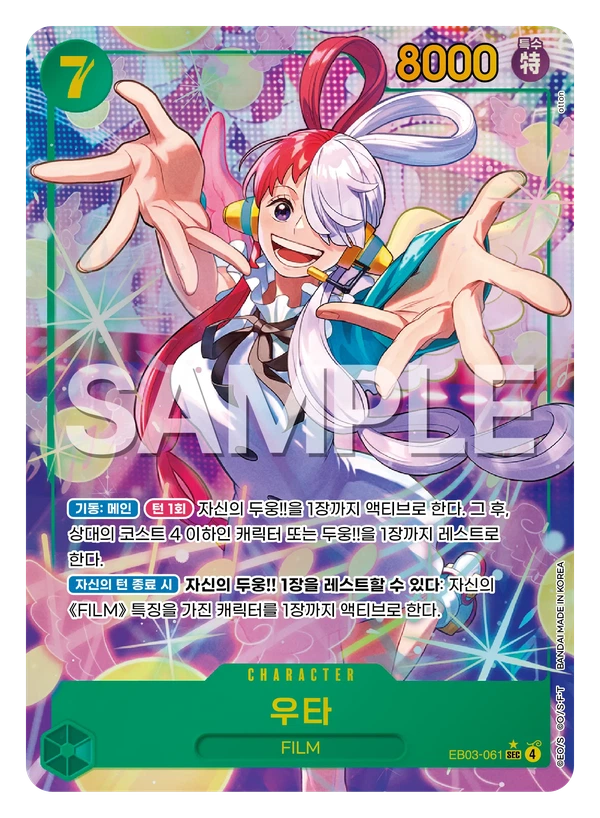 7
8000
특수
特
otton
SAMPLE
기동: 메인 턴 1회 자신의 두웅!!을 1장까지 액티브로 한다. 그 후,
상대의 코스트 4 이하인 캐릭터 또는 두웅!!을 1장까지 레스트로
한다.
자신의 턴 종료 시 자신의 두웅!! 1장을 레스트할 수 있다: 자신의
《FILM》 특징을 가진 캐릭터를 1장까지 액티브로 한다.
CHARACTER
우타
FILM
EB03-061 SEC 4
©EO/S CO/S·F·T BANDAI MADE IN KOREA